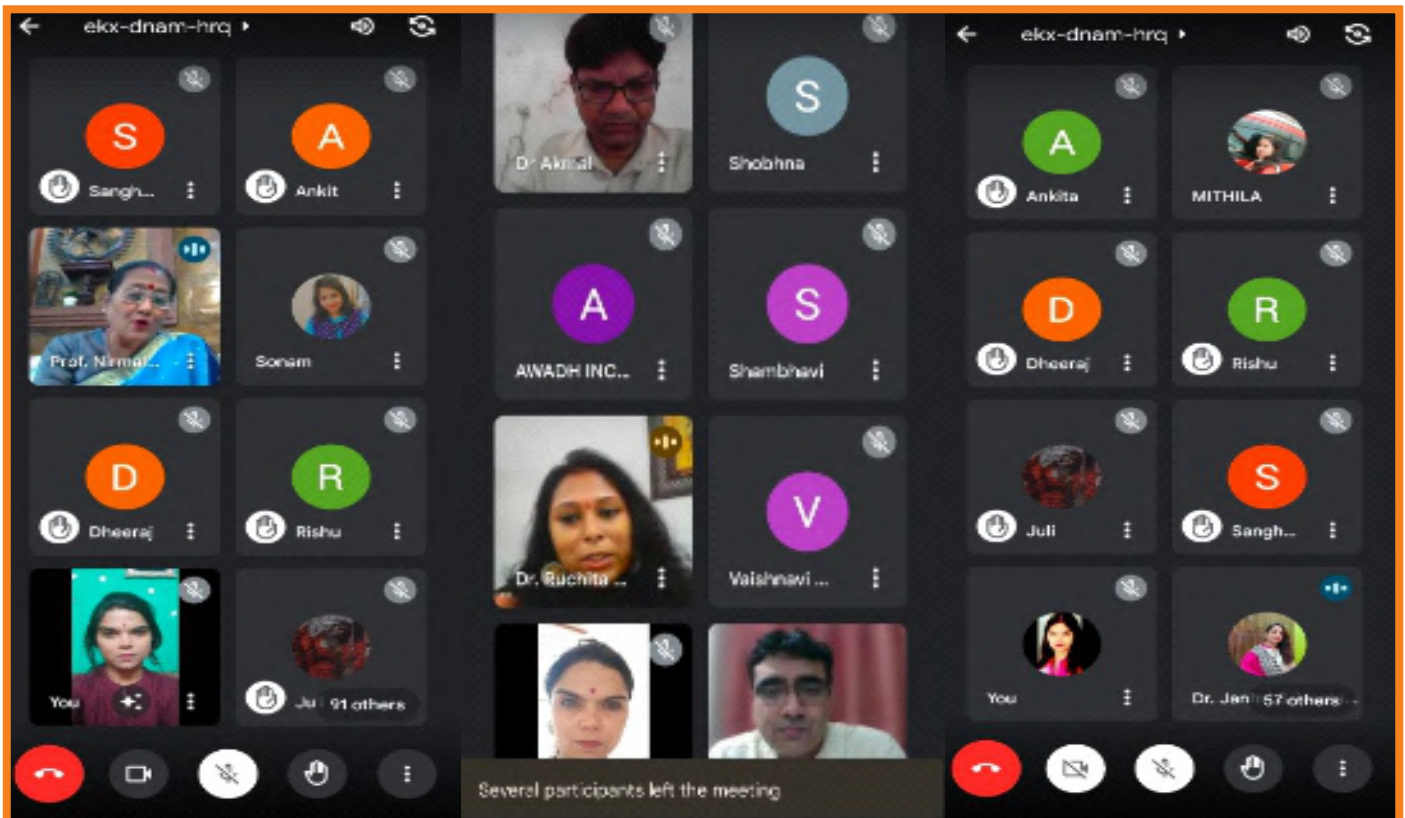 ekx-dnam-hrq
S
Sangh...
A
Ankit
Prof. Nirmal...
Sonam
D
Dheeraj
R
Rishu
You
91 others
Dr Akmal
S
Shobhna
A
AWADH INC...
S
Shambhavi
Dr. Ruchita ...
V
Vaishnavi ...
Several participants left the meeting
ekx-dnam-hrq
A
Ankita
MITHILA
D
Dheeraj
R
Rishu
Juli
S
Sangh...
You
Dr. Jan
57 others